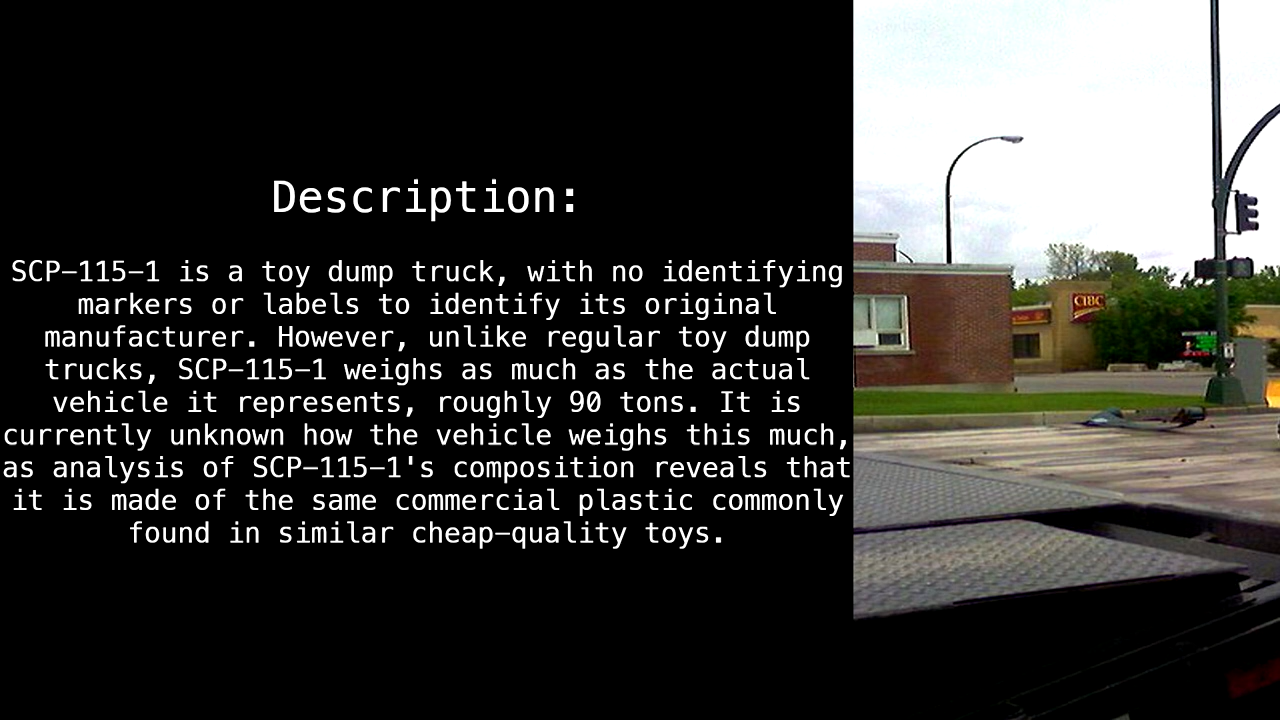 Description:
SCP-115-1 is a toy dump truck, with no identifying
markers or labels to identify its original
manufacturer. However, unlike regular toy dump
trucks, SCP-115-1 weighs as much as the actual
vehicle it represents, roughly 90 tons. It is
currently unknown how the vehicle weighs this much,
as analysis of SCP-115-1's composition reveals that
it is made of the same commercial plastic commonly
found in similar cheap-quality toys.
CIBC